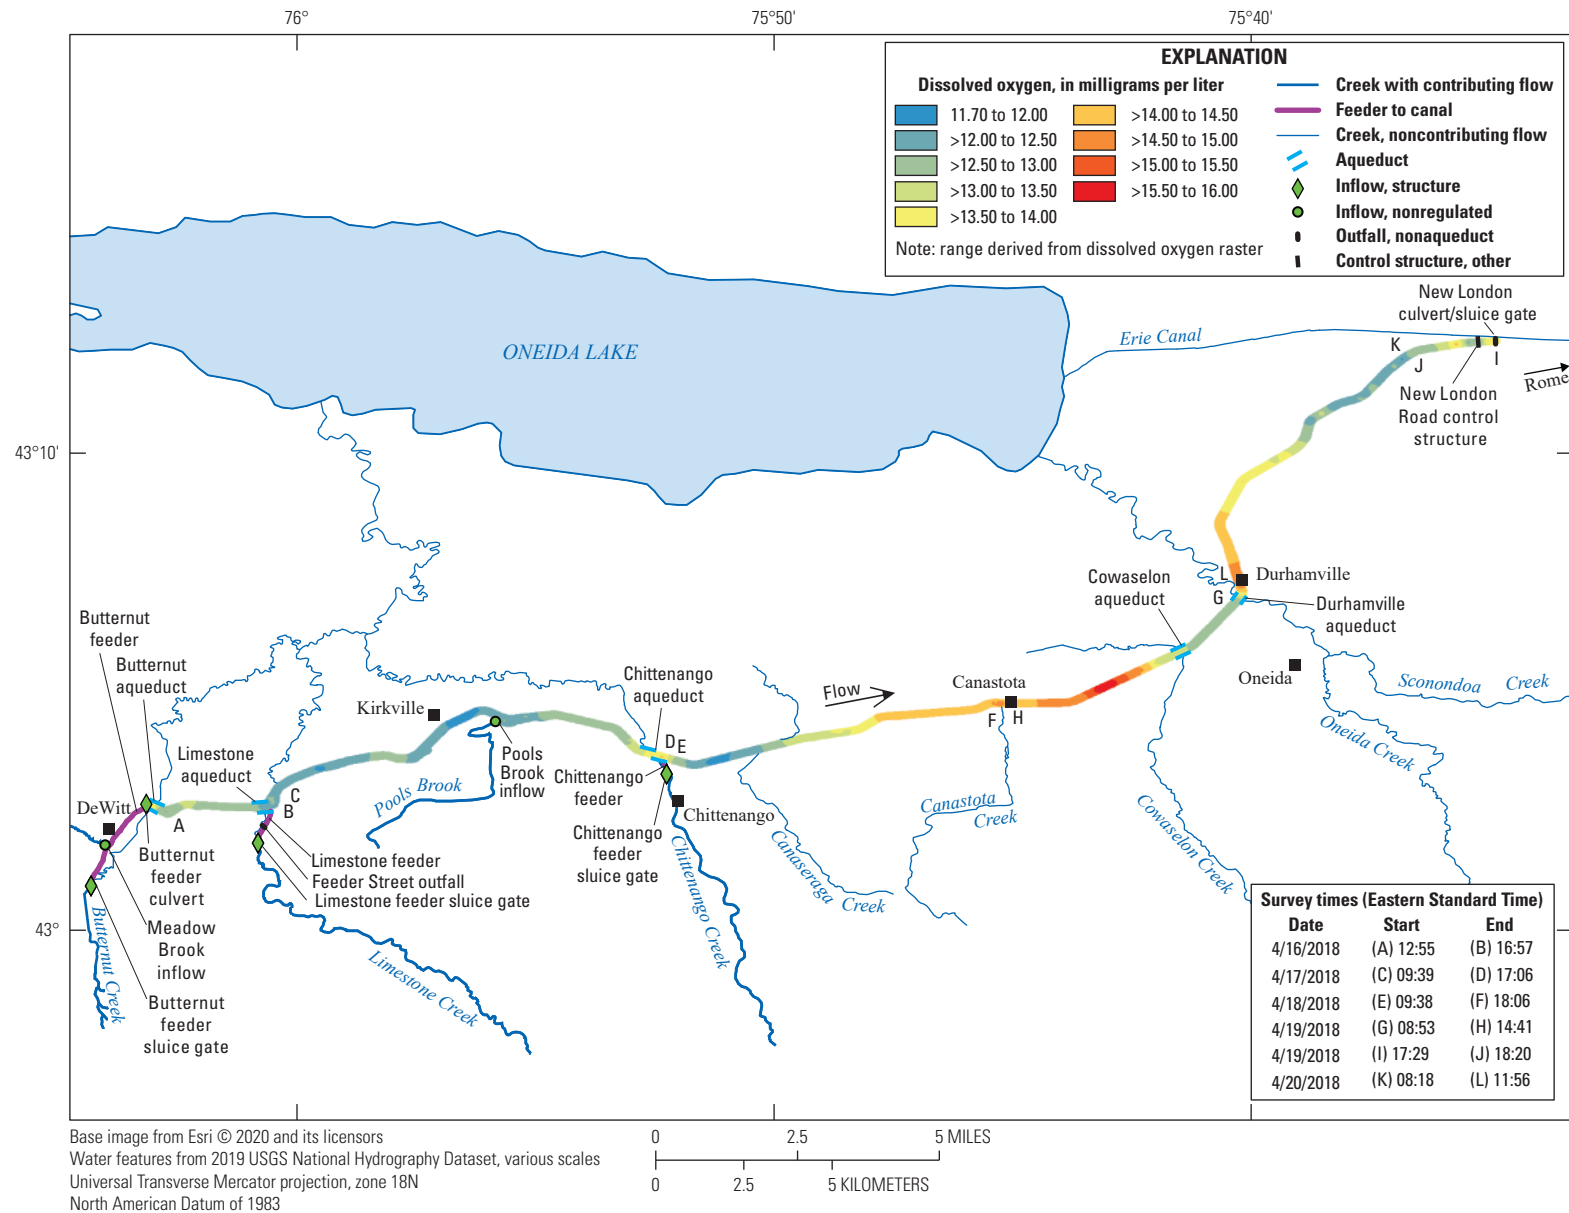 76°
75°50'
75°40'
EXPLANATION
Dissolved oxygen, in milligrams per liter
11.70 to 12.00
>12.00 to 12.50
>12.50 to 13.00
>13.00 to 13.50
>13.50 to 14.00
>14.00 to 14.50
>14.50 to 15.00
>15.00 to 15.50
>15.50 to 16.00
Note: range derived from dissolved oxygen raster
Creek with contributing flow
Feeder to canal
Creek, noncontributing flow
Aqueduct
Inflow, structure
Inflow, nonregulated
Outfall, nonaqueduct
Control structure, other
New London
culvert/sluice gate
Erie Canal
ONEIDA LAKE
K
J
I
Rome
New London
Road control
structure
43°10'
L
Durhamville
G
Durhamville
aqueduct
Cowaselon
aqueduct
Oneida
Sconondoa Creek
Oneida Creek
Butternut
feeder
Butternut
aqueduct
Limestone
aqueduct
Kirkville
Chittenango
aqueduct
D
E
Flow
Canastota
F
H
Pools
Brook
inflow
Pools Brook
Chittenango
feeder
Chittenango
Chittenango
feeder
sluice gate
Canastota
Creek
Canaseraga Creek
Cowaselon Creek
Chittenango Creek
DeWitt
A
C
B
Butternut
feeder
culvert
Limestone feeder
Feeder Street outfall
Limestone feeder sluice gate
43°
Meadow
Brook
inflow
Butternut Creek
Butternut
feeder
sluice gate
Limestone Creek
Survey times (Eastern Standard Time)
Date Start End
4/16/2018 (A) 12:55 (B) 16:57
4/17/2018 (C) 09:39 (D) 17:06
4/18/2018 (E) 09:38 (F) 18:06
4/19/2018 (G) 08:53 (H) 14:41
4/19/2018 (I) 17:29 (J) 18:20
4/20/2018 (K) 08:18 (L) 11:56
Base image from Esri © 2020 and its licensors
Water features from 2019 USGS National Hydrography Dataset, various scales
Universal Transverse Mercator projection, zone 18N
North American Datum of 1983
0 2.5 5 MILES
0 2.5 5 KILOMETERS